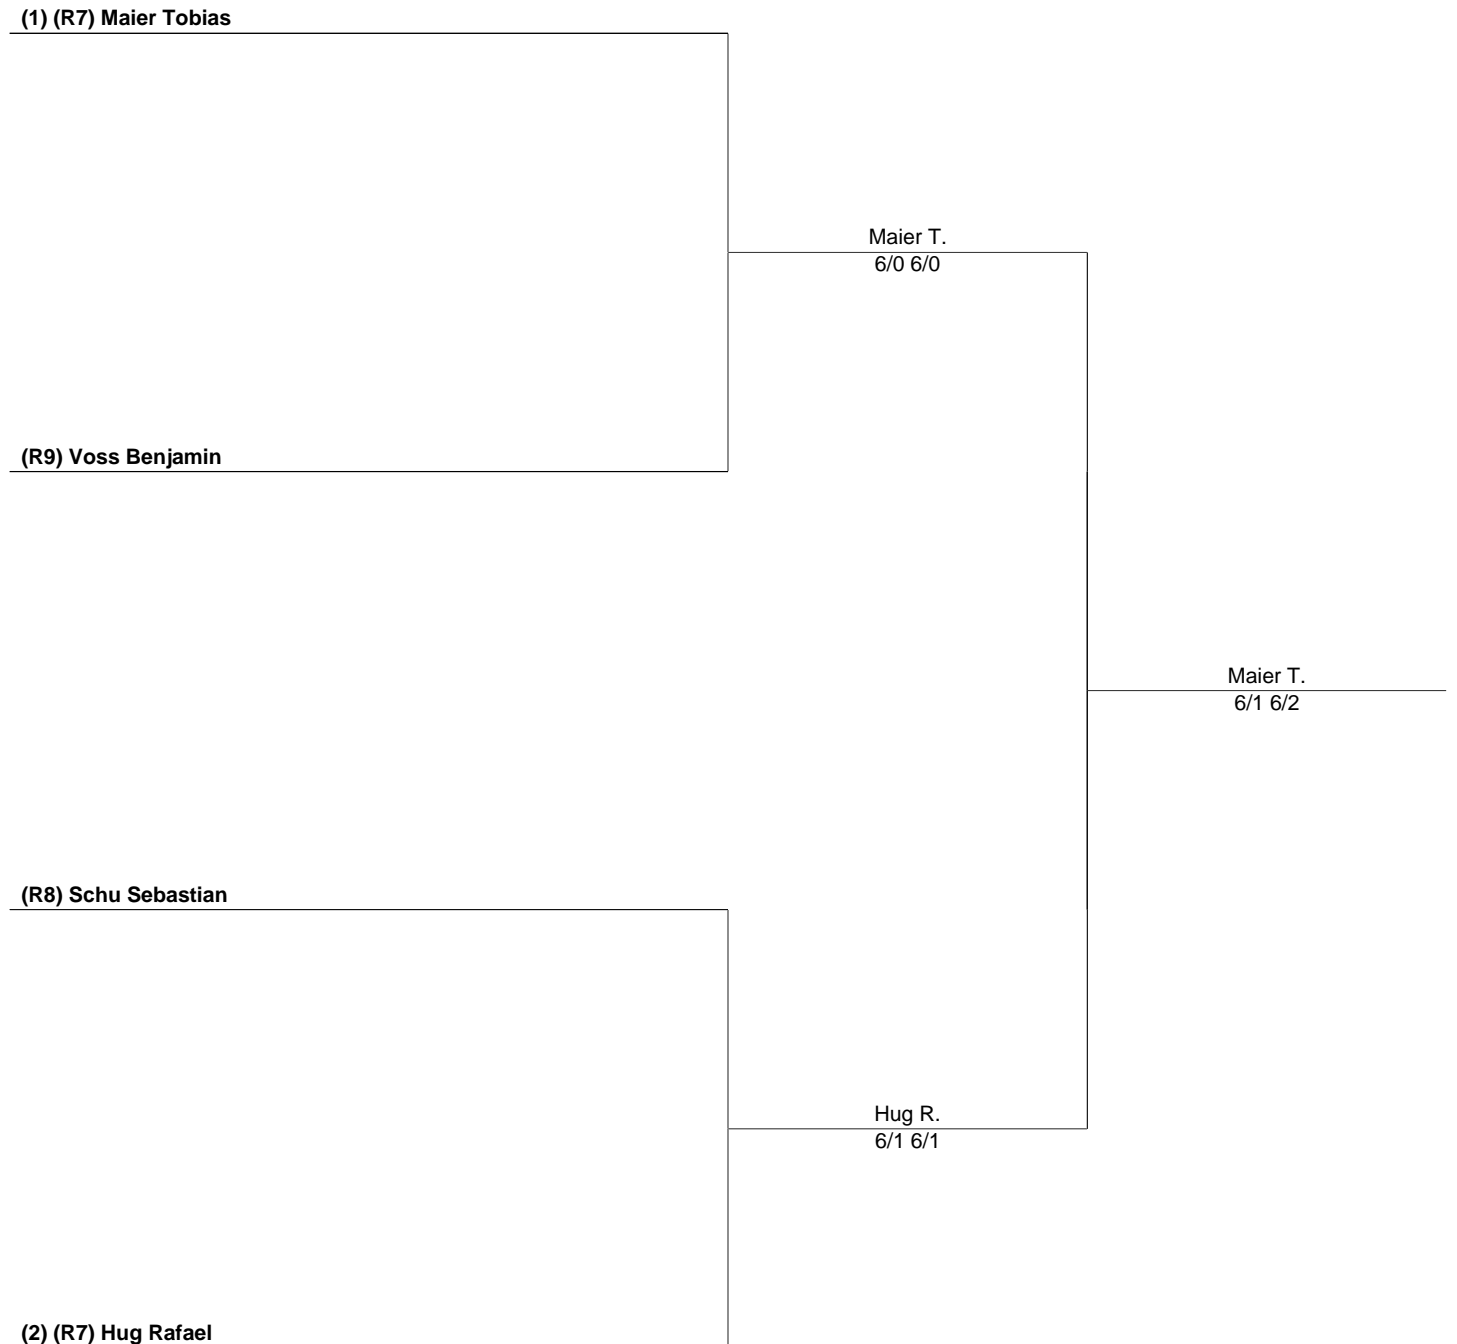 (1) (R7) Maier Tobias
Maier T.
6/0 6/0
(R9) Voss Benjamin
Maier T.
6/1 6/2
(R8) Schu Sebastian
Hug R.
6/1 6/1
(2) (R7) Hug Rafael